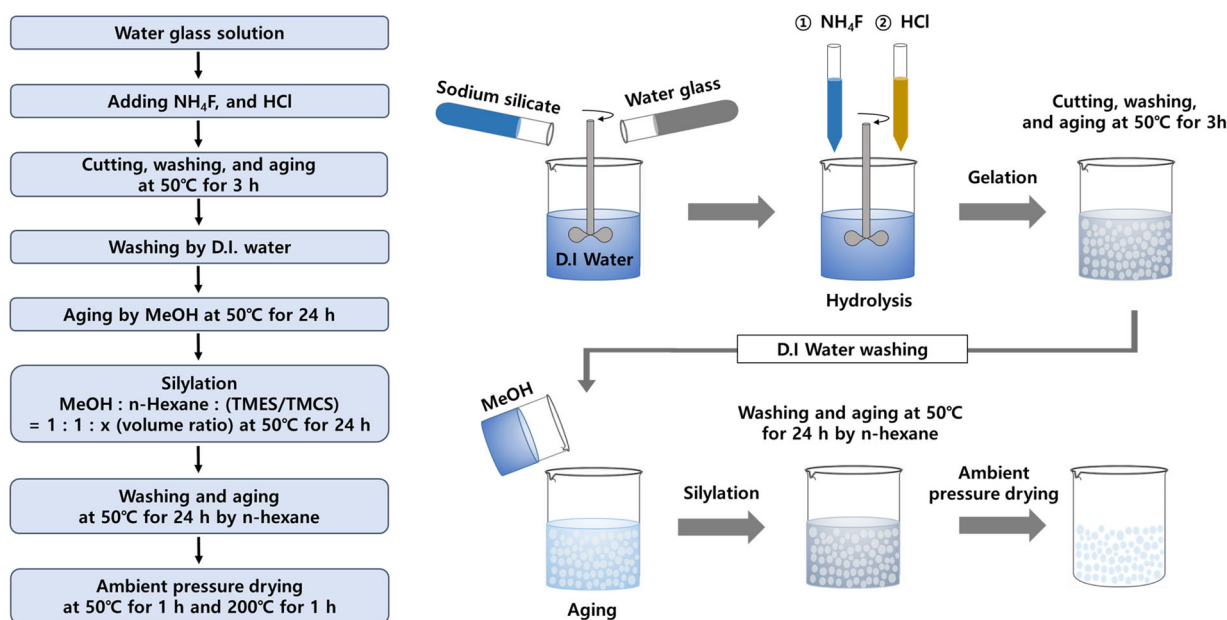 Water glass solution
Adding NH₄F, and HCl
Cutting, washing, and aging
at 50℃ for 3 h
Washing by D.I. water
Aging by MeOH at 50℃ for 24 h
Silylation
MeOH : n-Hexane : (TMES/TMCS)
= 1 : 1 : x (volume ratio) at 50℃ for 24 h
Washing and aging
at 50℃ for 24 h by n-hexane
Ambient pressure drying
at 50℃ for 1 h and 200℃ for 1 h
Sodium silicate
Water glass
D.I Water
① NH₄F ② HCl
Hydrolysis
Gelation
Cutting, washing,
and aging at 50℃ for 3h
D.I Water washing
MeOH
Aging
Silylation
Washing and aging at 50℃
for 24 h by n-hexane
Ambient
pressure drying